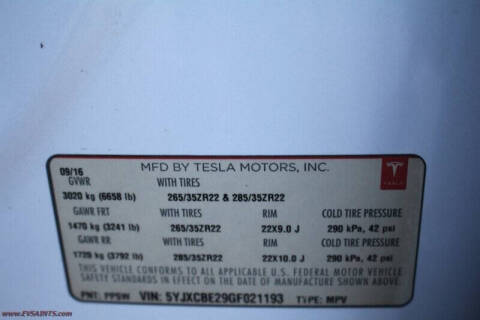 MFD BY TESLA MOTORS, INC.
TESLA
09/16
GVWR WITH TIRES
3020 kg (6658 lb) 265/35ZR22 & 285/35ZR22
GAWR FRT WITH TIRES RIM COLD TIRE PRESSURE
1470 kg (3241 lb) 265/35ZR22 22X9.0 J 290 kPa, 42 psi
GAWR RR WITH TIRES RIM COLD TIRE PRESSURE
1720 kg (3792 lb) 285/35ZR22 22X10.0 J 290 kPa, 42 psi
THIS VEHICLE CONFORMS TO ALL APPLICABLE U.S. FEDERAL MOTOR VEHICLE
SAFETY STANDARDS IN EFFECT ON THE DATE OF MANUFACTURE SHOWN ABOVE.
PNT: PPSW VIN: 5YJXCBE29GF021193 TYPE: MPV
www.EVSAINTS.com